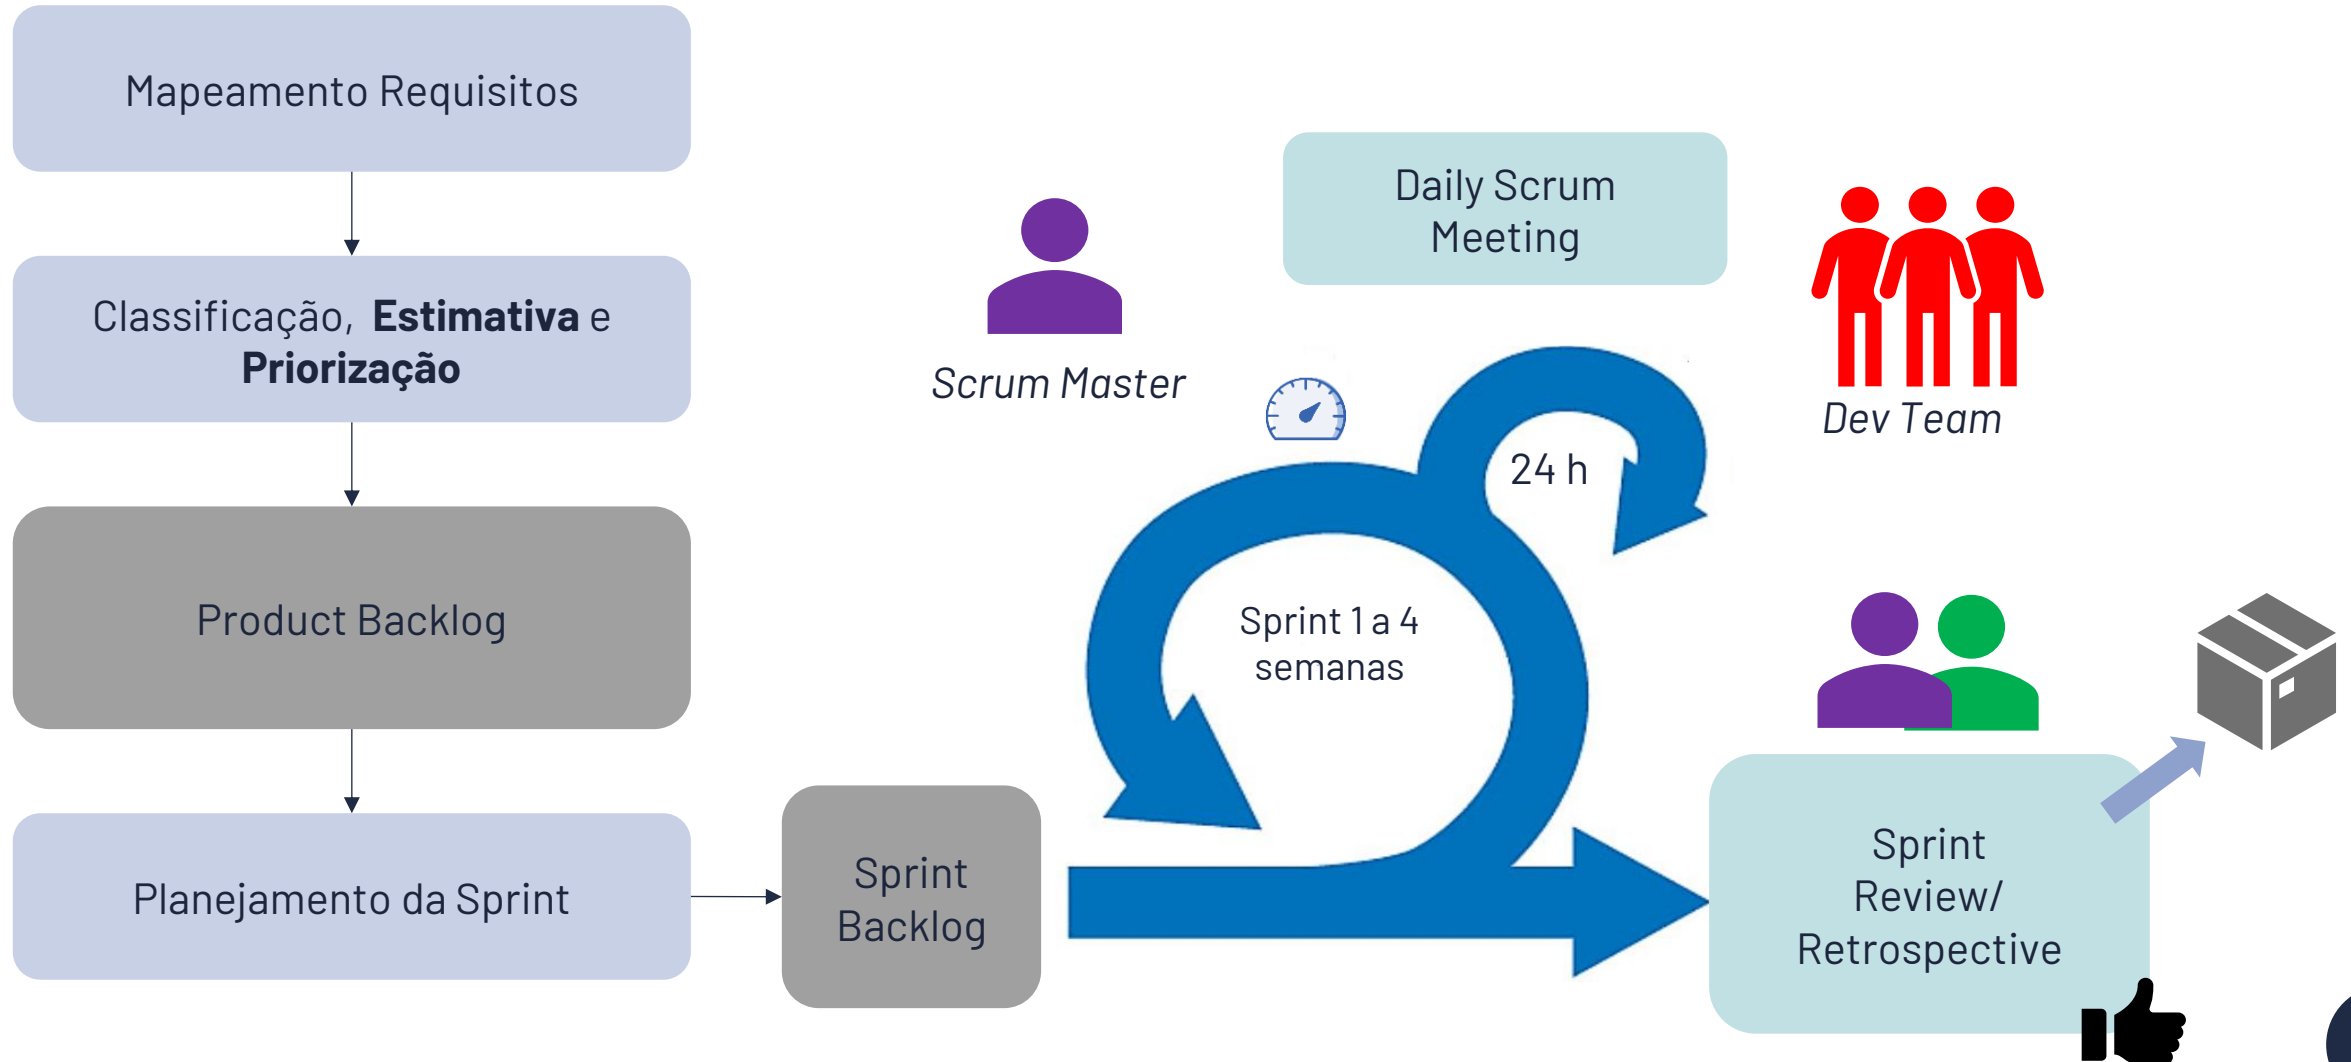 Mapeamento Requisitos
Classificação, Estimativa e
Priorização
Product Backlog
Planejamento da Sprint
Sprint
Backlog
Scrum Master
Daily Scrum
Meeting
Dev Team
24 h
Sprint 1 a 4
semanas
Sprint
Review/
Retrospective